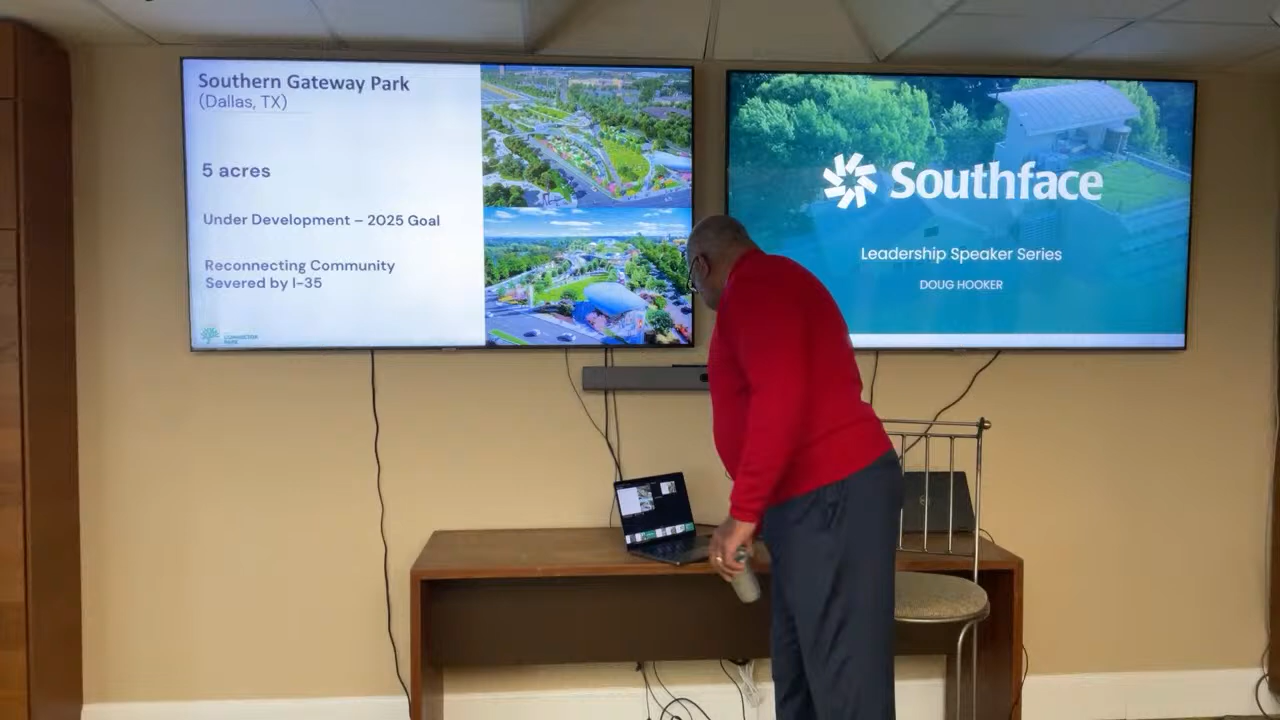 Southern Gateway Park
(Dallas, TX)
5 acres
Under Development – 2025 Goal
Reconnecting Community
Severed by I-35
Southface
Leadership Speaker Series
DOUG HOOKER